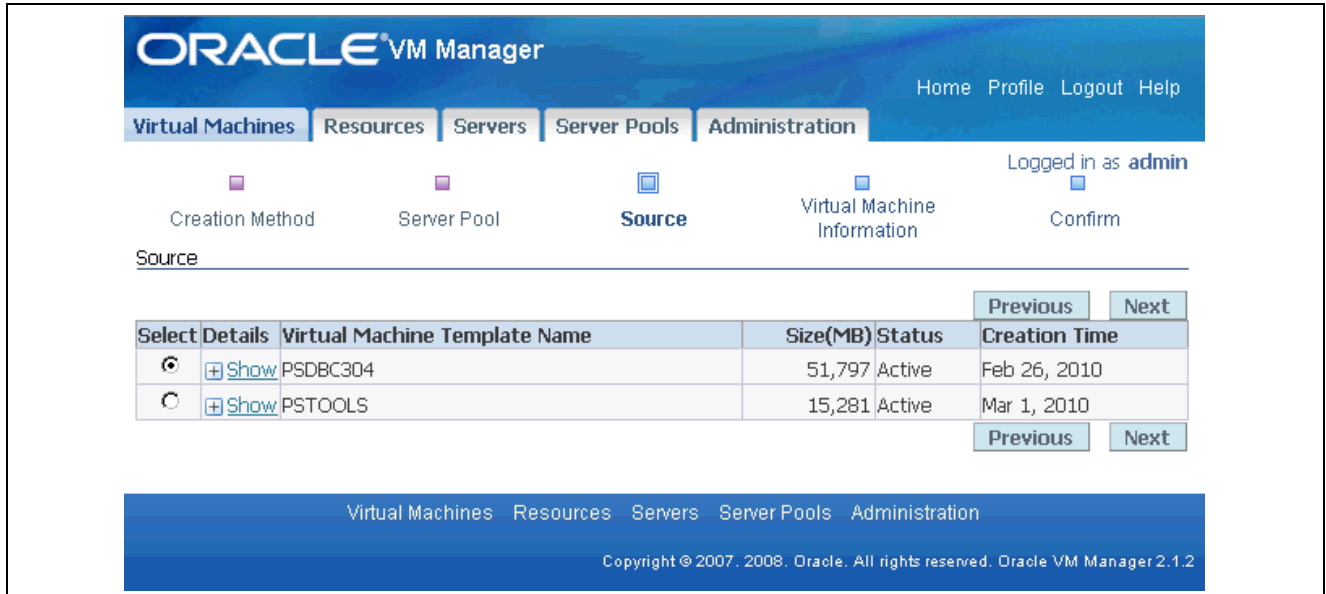 ORACLE VM Manager
Home Profile Logout Help
Virtual Machines Resources Servers Server Pools Administration
Logged in as admin
Creation Method Server Pool Source Virtual Machine Information Confirm
Source
Previous Next
Select Details Virtual Machine Template Name Size(MB) Status Creation Time
Show PSDBC304 51,797 Active Feb 26, 2010
Show PSTOOLS 15,281 Active Mar 1, 2010
Previous Next
Virtual Machines Resources Servers Server Pools Administration
Copyright © 2007. 2008. Oracle. All rights reserved. Oracle VM Manager 2.1.2